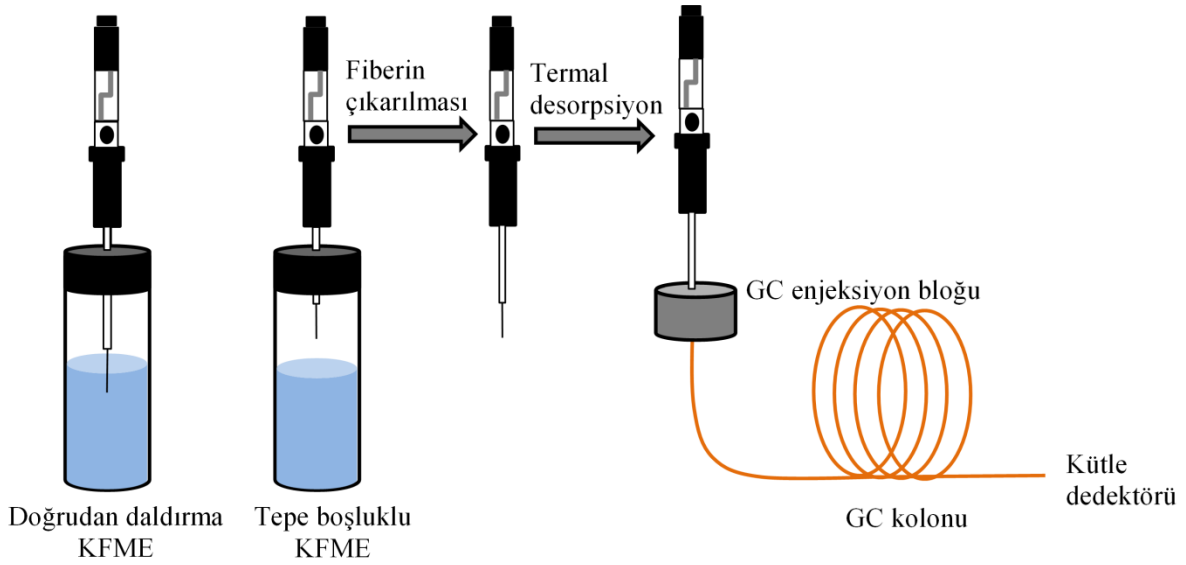 Fiberin
çıkarılması
Termal
desorpsiyon
GC enjeksiyon bloğu
Kütle
dedektörü
Doğrudan daldırma
KFME
Tepe boşluklu
KFME
GC kolonu